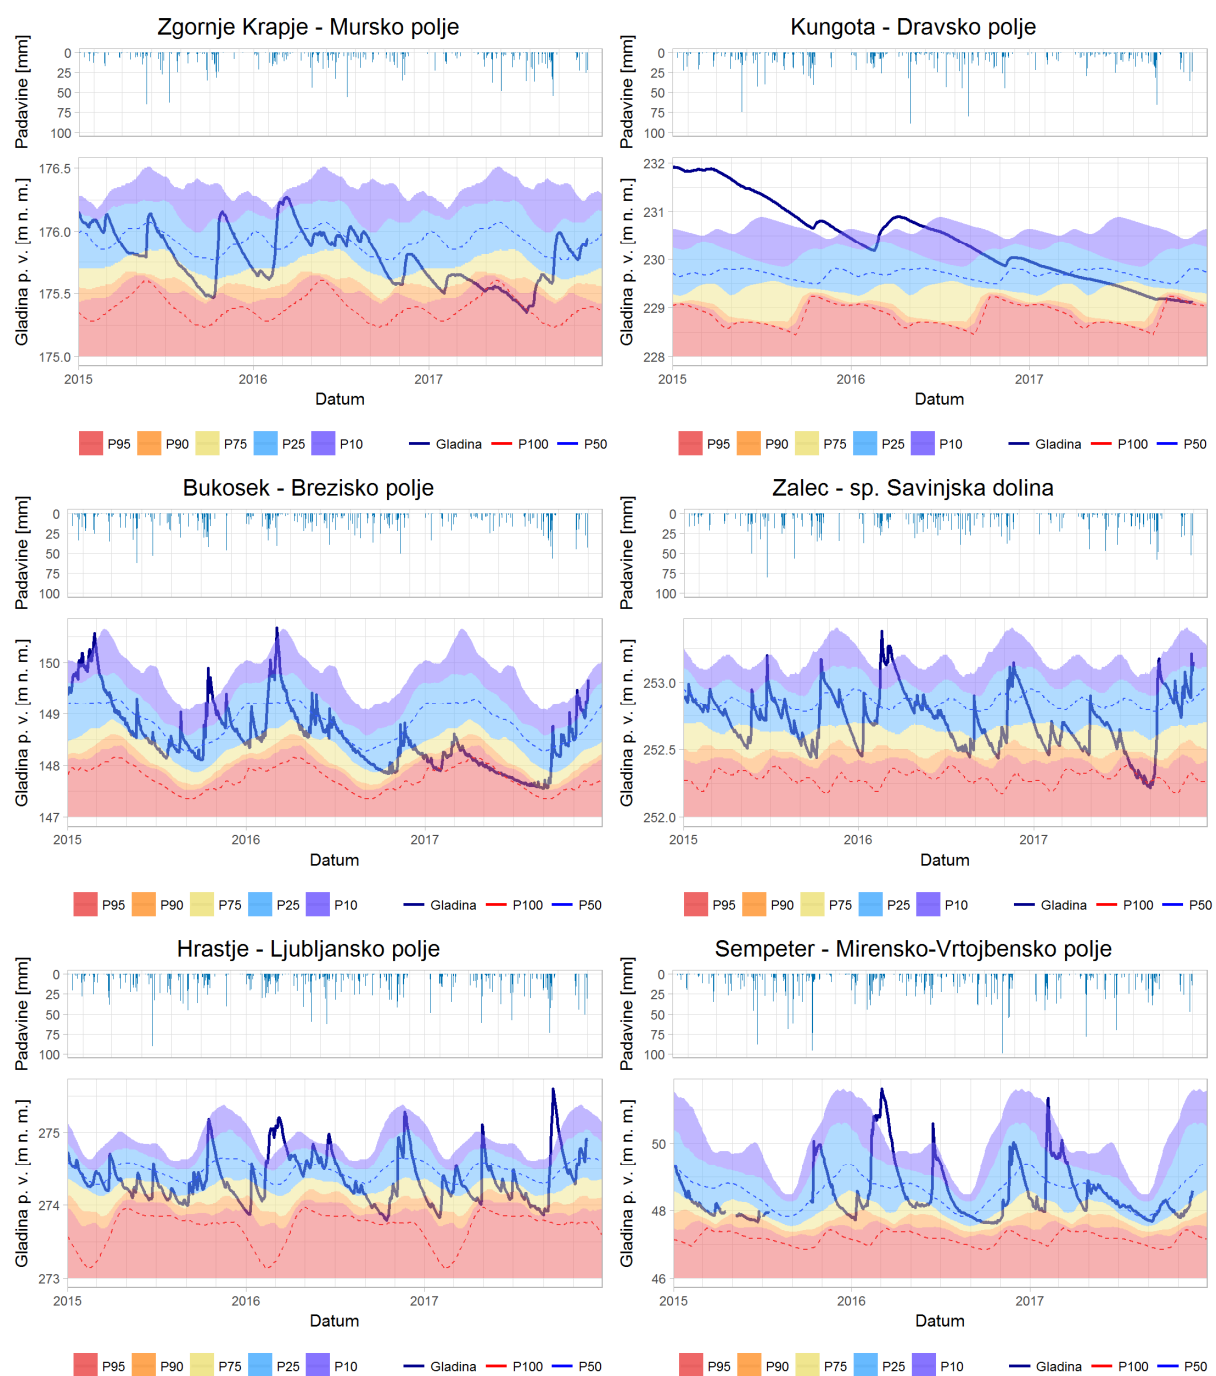 Zgornje Krapje - Mursko polje
Padavine [mm]
0
25
50
75
100
Gladina p. v. [m n. m.]
176.5
176.0
175.5
175.0
2015 2016 2017
Datum
P95 P90 P75 P25 P10 Gladina P100 P50
Kungota - Dravsko polje
Padavine [mm]
0
25
50
75
100
Gladina p. v. [m n. m.]
232
231
230
229
228
2015 2016 2017
Datum
P95 P90 P75 P25 P10 Gladina P100 P50
Bukosek - Brezisko polje
Padavine [mm]
0
25
50
75
100
Gladina p. v. [m n. m.]
150
149
148
147
2015 2016 2017
Datum
P95 P90 P75 P25 P10 Gladina P100 P50
Zalec - sp. Savinjska dolina
Padavine [mm]
0
25
50
75
100
Gladina p. v. [m n. m.]
253.0
252.5
252.0
2015 2016 2017
Datum
P95 P90 P75 P25 P10 Gladina P100 P50
Hrastje - Ljubljansko polje
Padavine [mm]
0
25
50
75
100
Gladina p. v. [m n. m.]
275
274
273
2015 2016 2017
Datum
P95 P90 P75 P25 P10 Gladina P100 P50
Sempeter - Mirensko-Vrtojbensko polje
Padavine [mm]
0
25
50
75
100
Gladina p. v. [m n. m.]
50
48
46
2015 2016 2017
Datum
P95 P90 P75 P25 P10 Gladina P100 P50